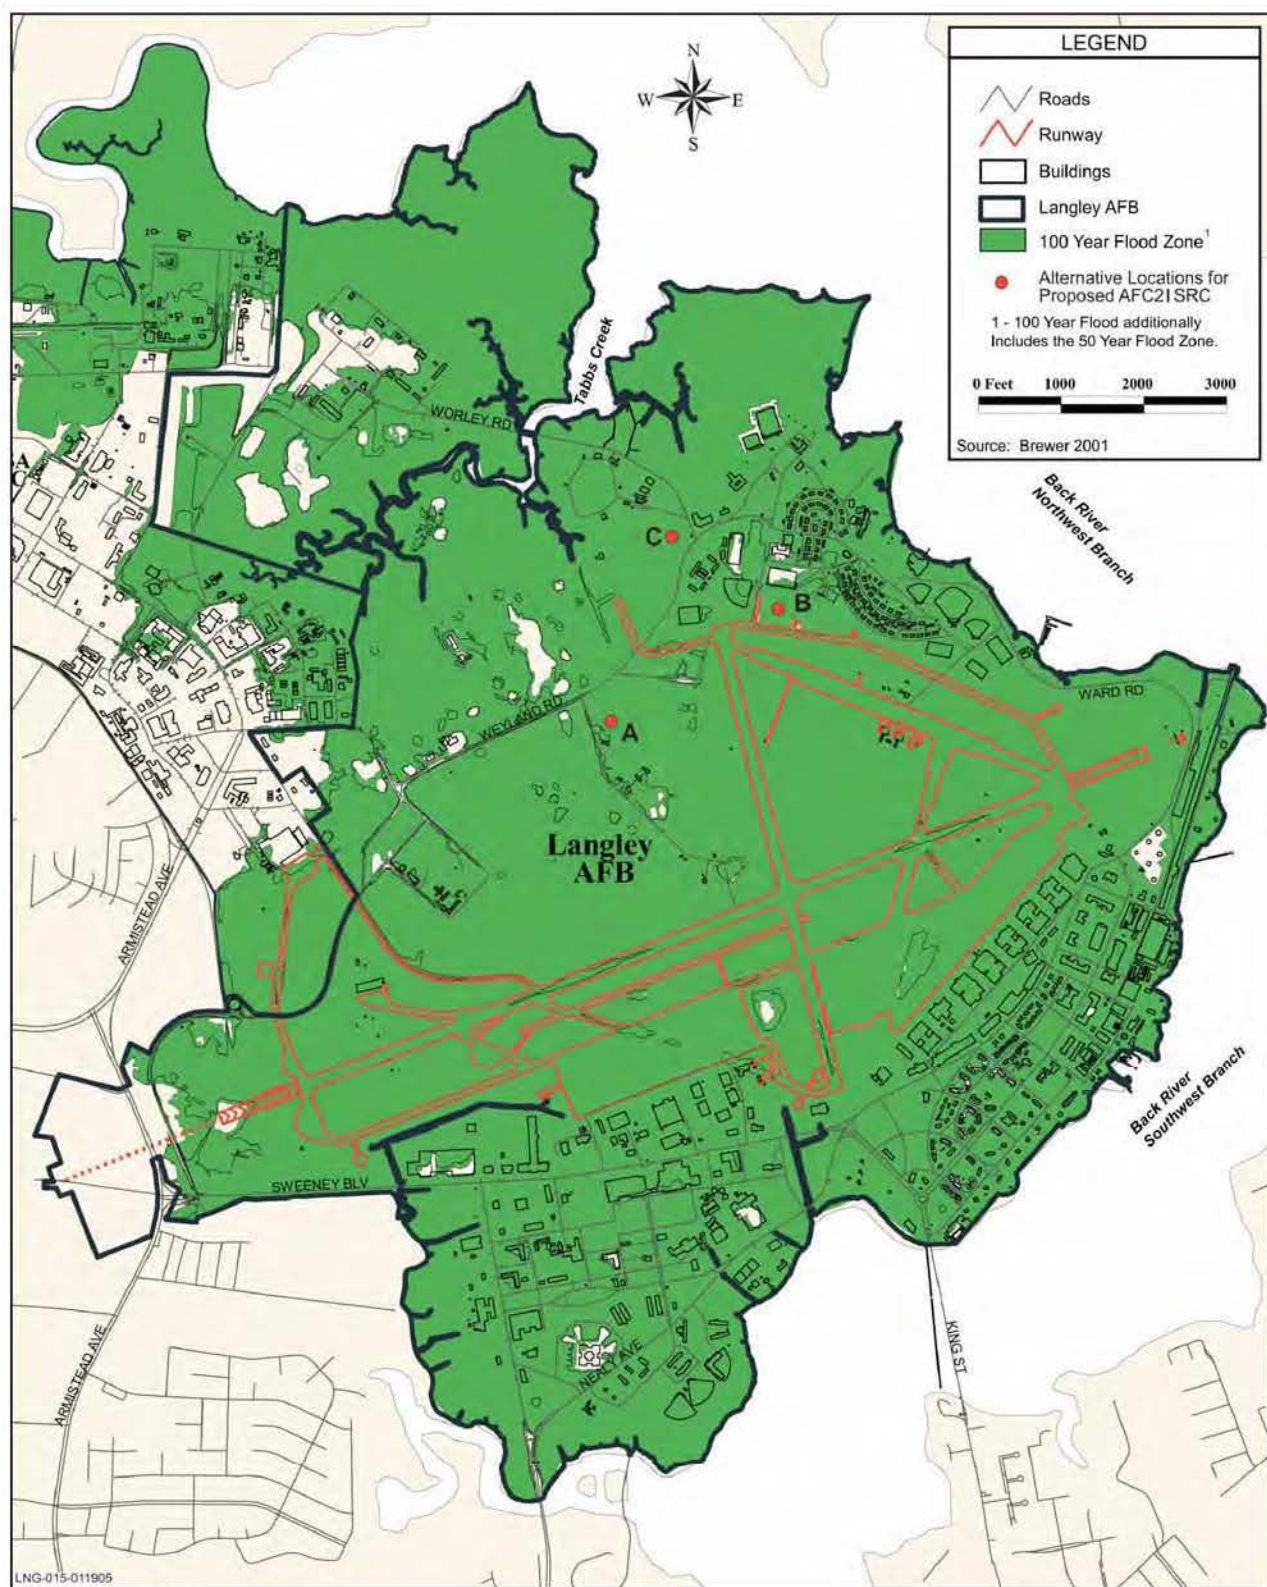 LEGEND
Roads
Runway
Buildings
Langley AFB
100 Year Flood Zone¹
Alternative Locations for
Proposed AFC2ISRC
1 - 100 Year Flood additionally
Includes the 50 Year Flood Zone.
0 Feet 1000 2000 3000
Source: Brewer 2001
N
W E
S
Tabbs Creek
WORLEY RD
Back River
Northwest Branch
C
B
WARD RD
WEYLAND RD
A
Langley
AFB
ARMISTEAD AVE
Back River
Southwest Branch
SWEENEY BLV
KING ST
NEALY AVE
ARMISTEAD AVE
LNG-015-011905